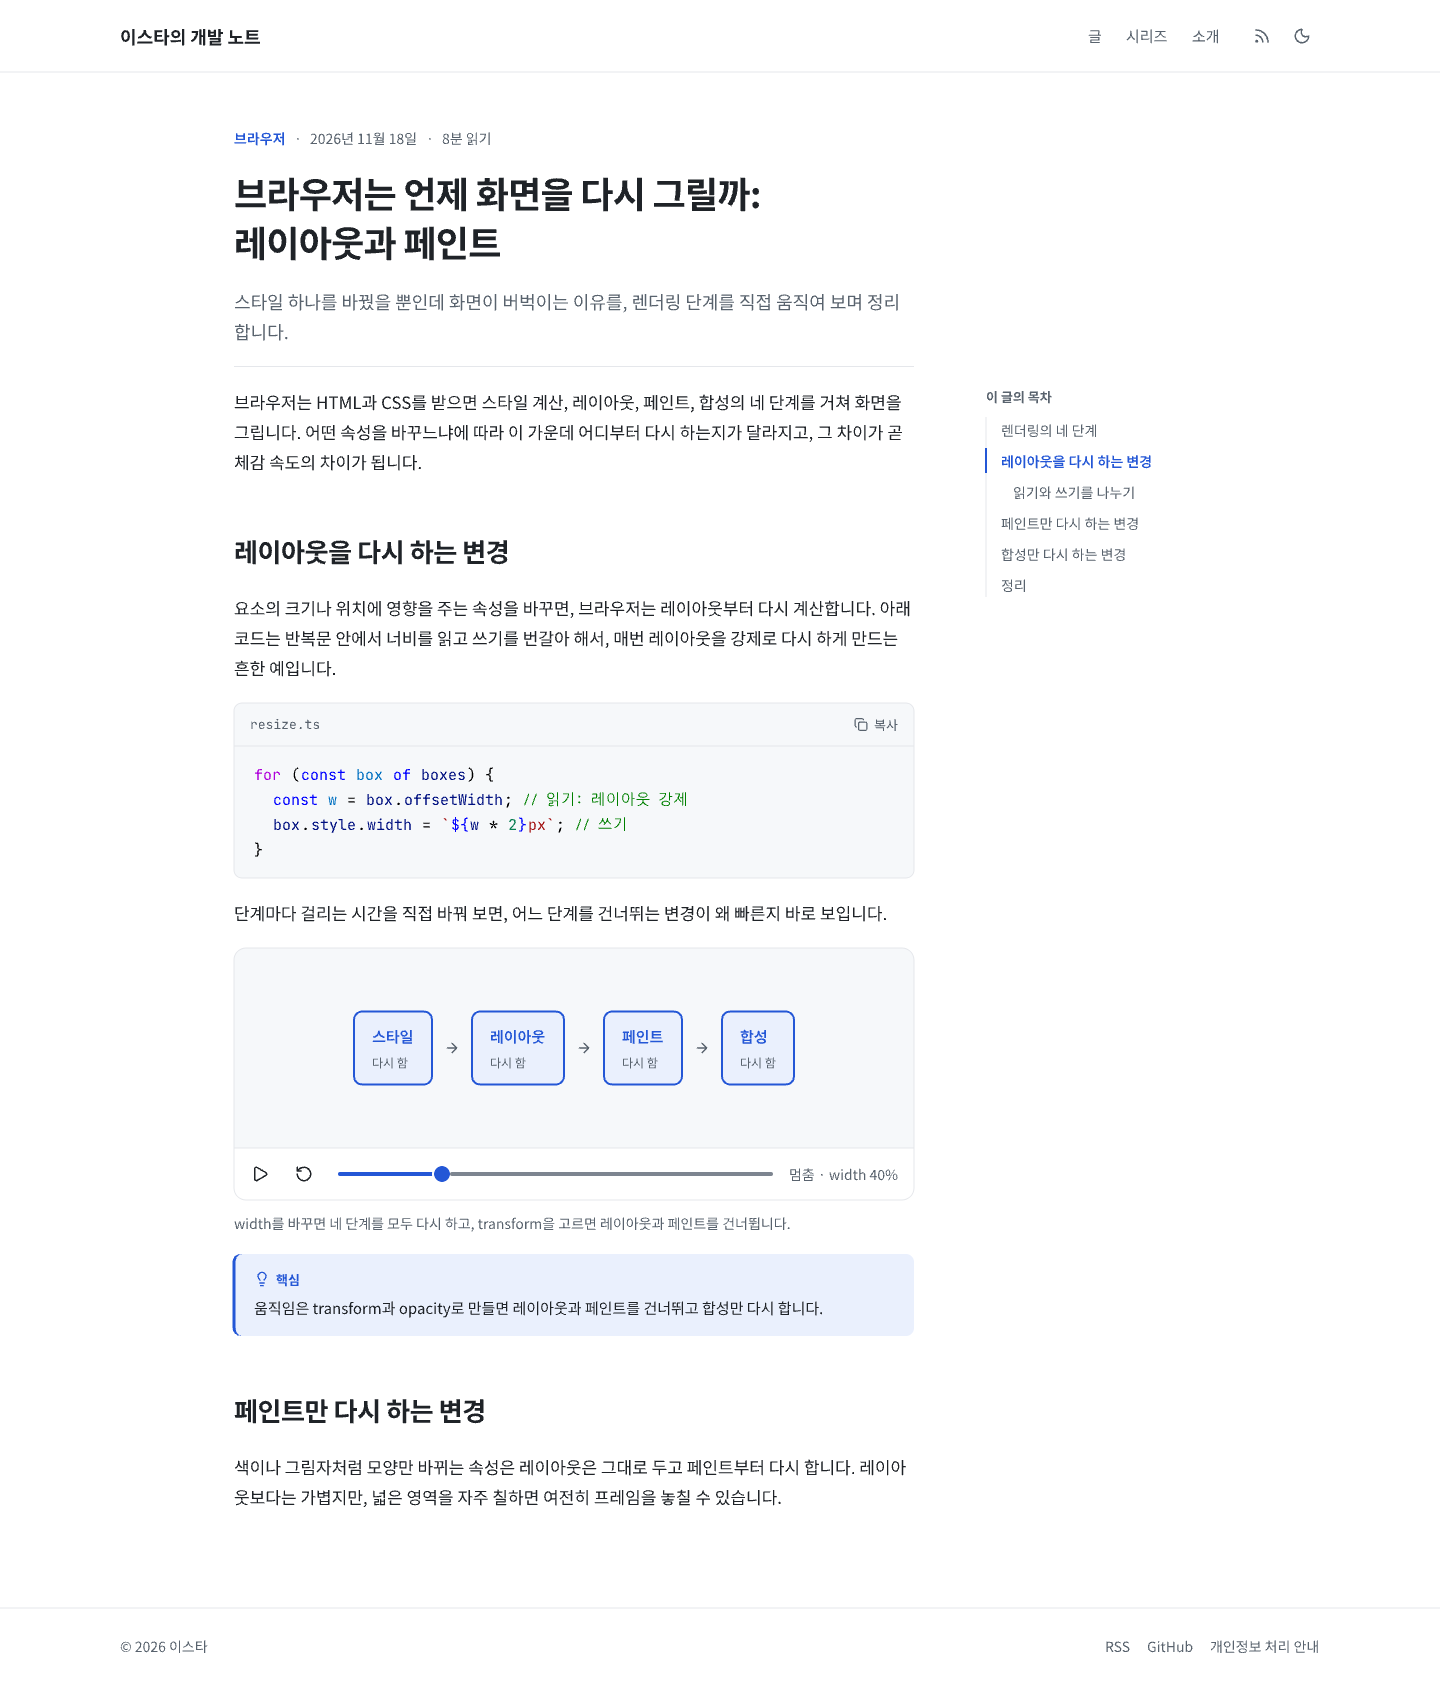 이스타의 개발 노트
글 시리즈 소개
브라우저 · 2026년 11월 18일 · 8분 읽기
브라우저는 언제 화면을 다시 그릴까:
레이아웃과 페인트
스타일 하나를 바꿨을 뿐인데 화면이 버벅이는 이유를, 렌더링 단계를 직접 움직여 보며 정리
합니다.
브라우저는 HTML과 CSS를 받으면 스타일 계산, 레이아웃, 페인트, 합성의 네 단계를 거쳐 화면을
그립니다. 어떤 속성을 바꾸느냐에 따라 이 가운데 어디부터 다시 하는지가 달라지고, 그 차이가 곧
체감 속도의 차이가 됩니다.
이 글의 목차
렌더링의 네 단계
레이아웃을 다시 하는 변경
읽기와 쓰기를 나누기
페인트만 다시 하는 변경
합성만 다시 하는 변경
정리
레이아웃을 다시 하는 변경
요소의 크기나 위치에 영향을 주는 속성을 바꾸면, 브라우저는 레이아웃부터 다시 계산합니다. 아래
코드는 반복문 안에서 너비를 읽고 쓰기를 번갈아 해서, 매번 레이아웃을 강제로 다시 하게 만드는
흔한 예입니다.
resize.ts 복사
for (const box of boxes) {
  const w = box.offsetWidth; // 읽기: 레이아웃 강제
  box.style.width = `${w * 2}px`; // 쓰기
}
단계마다 걸리는 시간을 직접 바꿔 보면, 어느 단계를 건너뛰는 변경이 왜 빠른지 바로 보입니다.
스타일 → 레이아웃 → 페인트 → 합성
다시 함 다시 함 다시 함 다시 함
멈춤 · width 40%
width를 바꾸면 네 단계를 모두 다시 하고, transform을 고르면 레이아웃과 페인트를 건너뜁니다.
핵심
움직임은 transform과 opacity로 만들면 레이아웃과 페인트를 건너뛰고 합성만 다시 합니다.
페인트만 다시 하는 변경
색이나 그림자처럼 모양만 바뀌는 속성은 레이아웃은 그대로 두고 페인트부터 다시 합니다. 레이아
웃보다는 가볍지만, 넓은 영역을 자주 칠하면 여전히 프레임을 놓칠 수 있습니다.
© 2026 이스타
RSS GitHub 개인정보 처리 안내